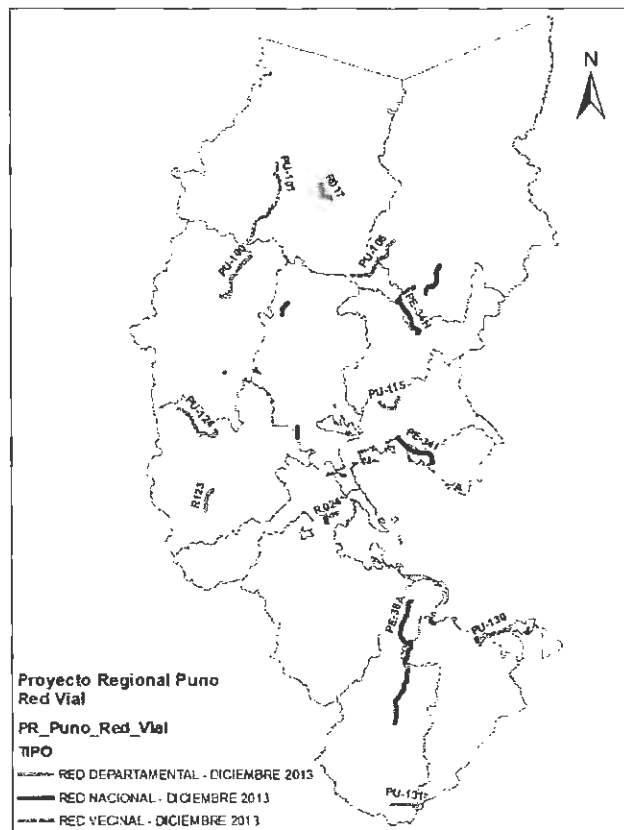 N
PU-101
PU-100
PU-106
PE-34H
PU-115
PU-124
PE-34I
R123
R024
PE-38A
PU-130
PU-131
Proyecto Regional Puno
Red Vial
PR_Puno_Red_Vial
TIPO
RED DEPARTAMENTAL - DICIEMBRE 2013
RED NACIONAL - DICIEMBRE 2013
RED VECINAL - DICIEMBRE 2013